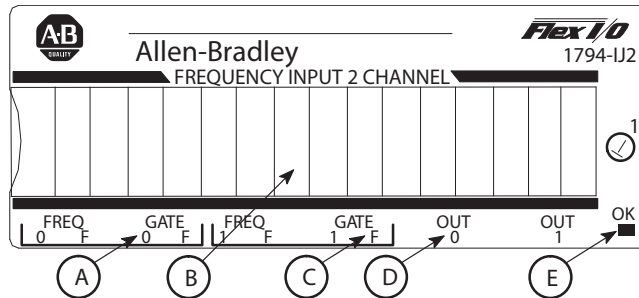 A-B
QUALITY
Allen-Bradley
Flex I/O
1794-IJ2
FREQUENCY INPUT 2 CHANNEL
1
FREQ GATE FREQ GATE OUT OUT OK
0 F 0 F 1 F 1 F 0 1
A B C D E